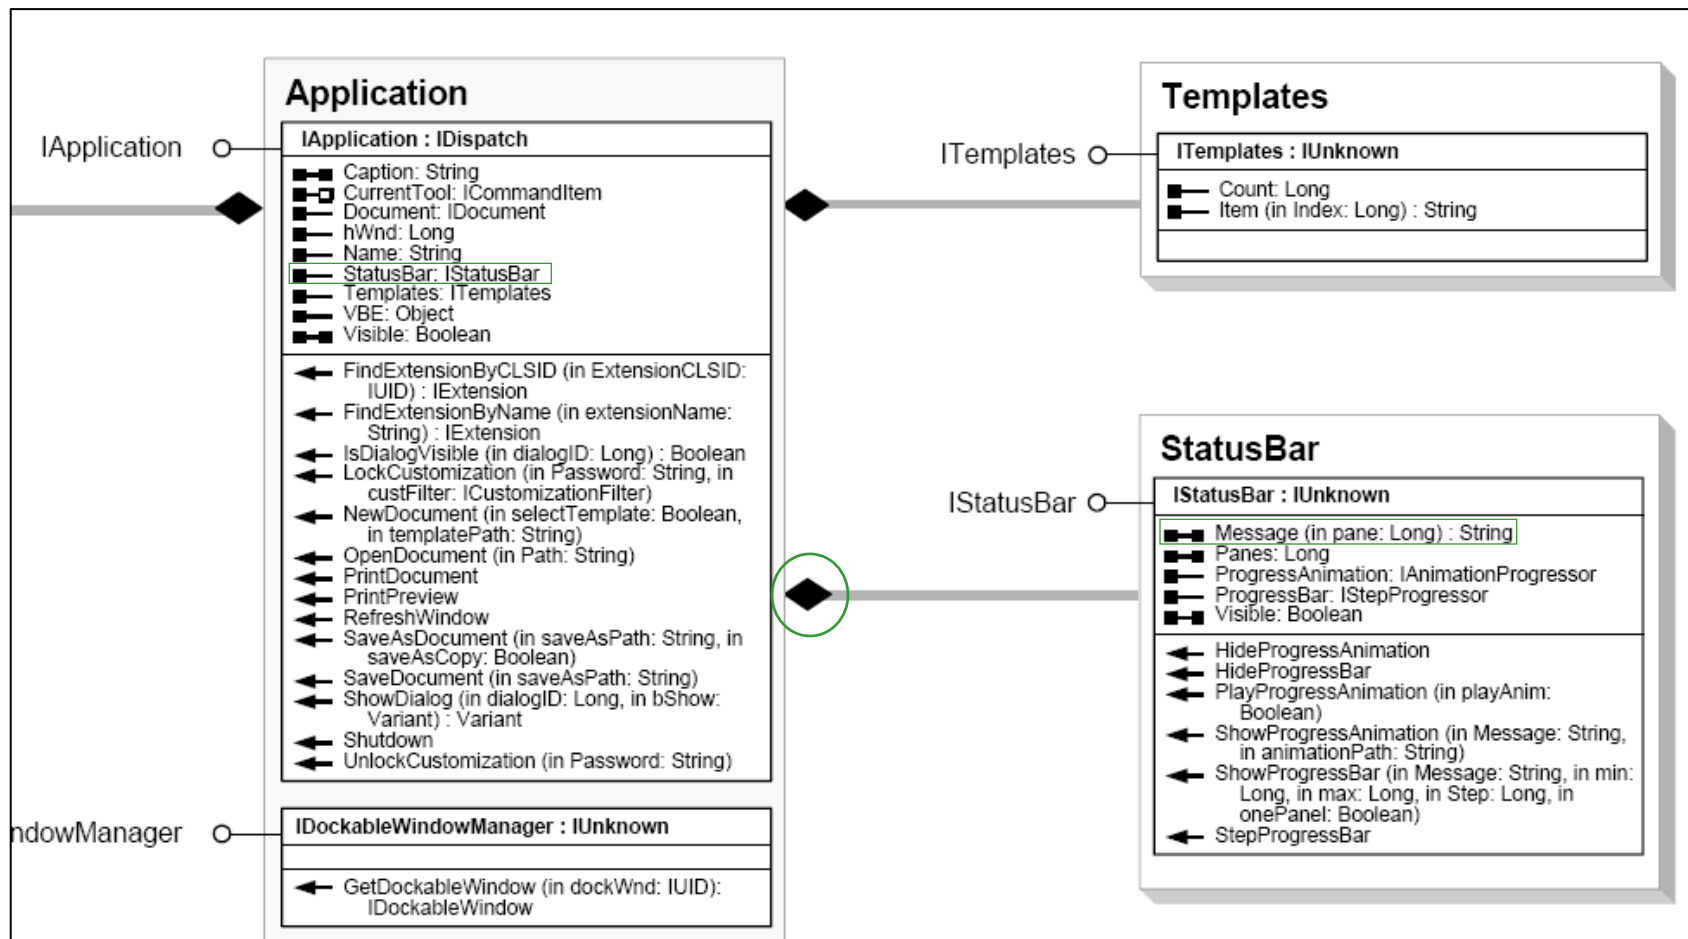 Application
IApplication
IApplication : IDispatch
Caption: String
CurrentTool: ICommandItem
Document: IDocument
hWnd: Long
Name: String
StatusBar: IStatusBar
Templates: ITemplates
VBE: Object
Visible: Boolean
FindExtensionByCLSID (in ExtensionCLSID:
IUID) : IExtension
FindExtensionByName (in extensionName:
String) : IExtension
IsDialogVisible (in dialogID: Long) : Boolean
LockCustomization (in Password: String, in
custFilter: ICustomizationFilter)
NewDocument (in selectTemplate: Boolean,
in templatePath: String)
OpenDocument (in Path: String)
PrintDocument
PrintPreview
RefreshWindow
SaveAsDocument (in saveAsPath: String, in
saveAsCopy: Boolean)
SaveDocument (in saveAsPath: String)
ShowDialog (in dialogID: Long, in bShow:
Variant) : Variant
Shutdown
UnlockCustomization (in Password: String)
ndowManager
IDockableWindowManager : IUnknown
GetDockableWindow (in dockWnd: IUID):
IDockableWindow
Templates
ITemplates
ITemplates : IUnknown
Count: Long
Item (in Index: Long) : String
StatusBar
IStatusBar
IStatusBar : IUnknown
Message (in pane: Long) : String
Panes: Long
ProgressAnimation: IAnimationProgressor
ProgressBar: IStepProgressor
Visible: Boolean
HideProgressAnimation
HideProgressBar
PlayProgressAnimation (in playAnim:
Boolean)
ShowProgressAnimation (in Message: String,
in animationPath: String)
ShowProgressBar (in Message: String, in min:
Long, in max: Long, in Step: Long, in
onePanel: Boolean)
StepProgressBar